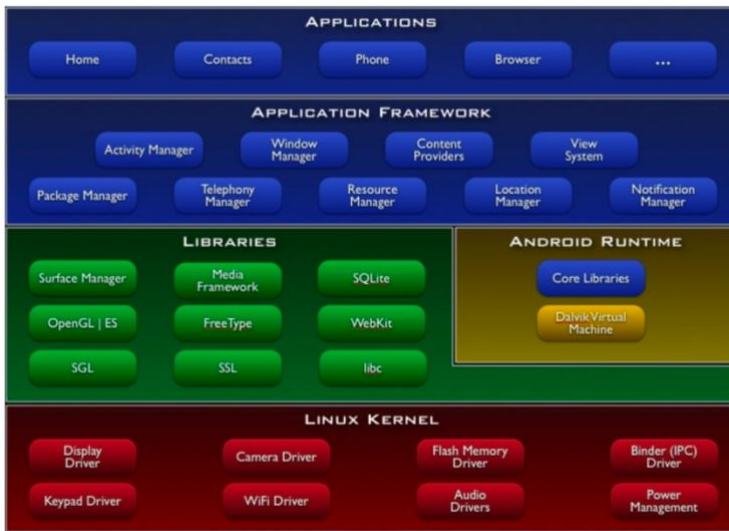 APPLICATIONS
Home
Contacts
Phone
Browser
...
APPLICATION FRAMEWORK
Activity Manager
Window
Manager
Content
Providers
View
System
Package Manager
Telephony
Manager
Resource
Manager
Location
Manager
Notification
Manager
LIBRARIES
Surface Manager
Media
Framework
SQLite
OpenGL | ES
FreeType
WebKit
SGL
SSL
libc
ANDROID RUNTIME
Core Libraries
Dalvik Virtual
Machine
LINUX KERNEL
Display
Driver
Camera Driver
Flash Memory
Driver
Binder (IPC)
Driver
Keypad Driver
WiFi Driver
Audio
Drivers
Power
Management